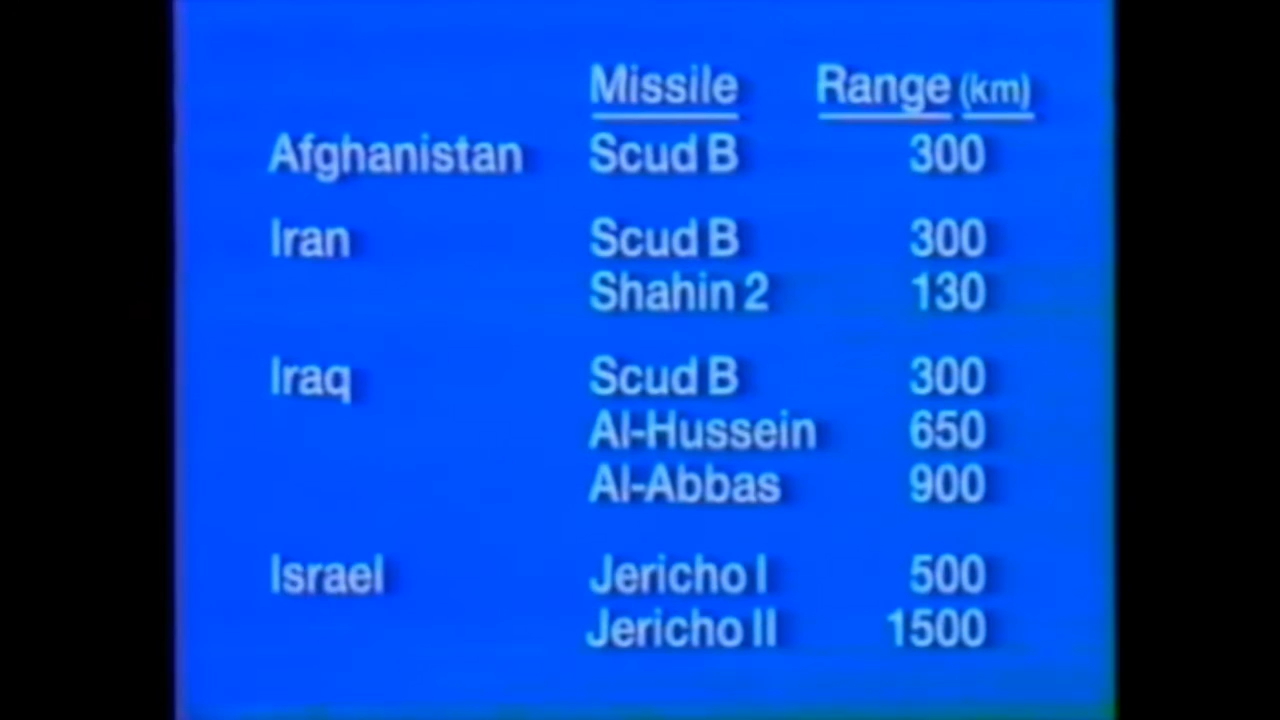 Missile Range (km)
Afghanistan Scud B 300
Iran Scud B 300
Shahin 2 130
Iraq Scud B 300
Al-Hussein 650
Al-Abbas 900
Israel Jericho I 500
Jericho II 1500